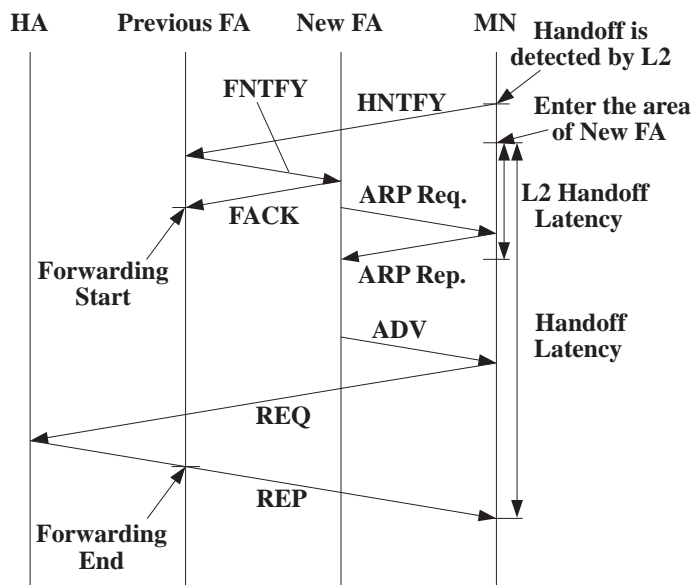 HA
Previous FA
New FA
MN
Handoff is
detected by L2
FNTFY
HNTFY
Enter the area
of New FA
ARP Req.
L2 Handoff
Latency
FACK
Forwarding
Start
ARP Rep.
ADV
Handoff
Latency
REQ
REP
Forwarding
End